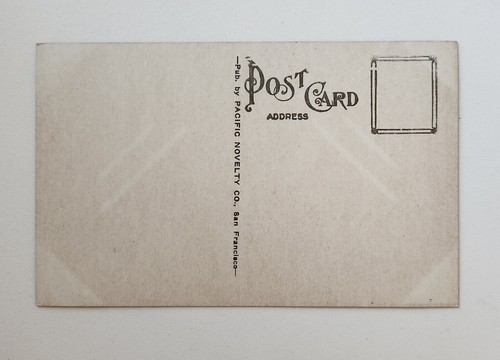 —Pub. by PACIFIC NOVELTY CO., San Francisco—
POST CARD
ADDRESS